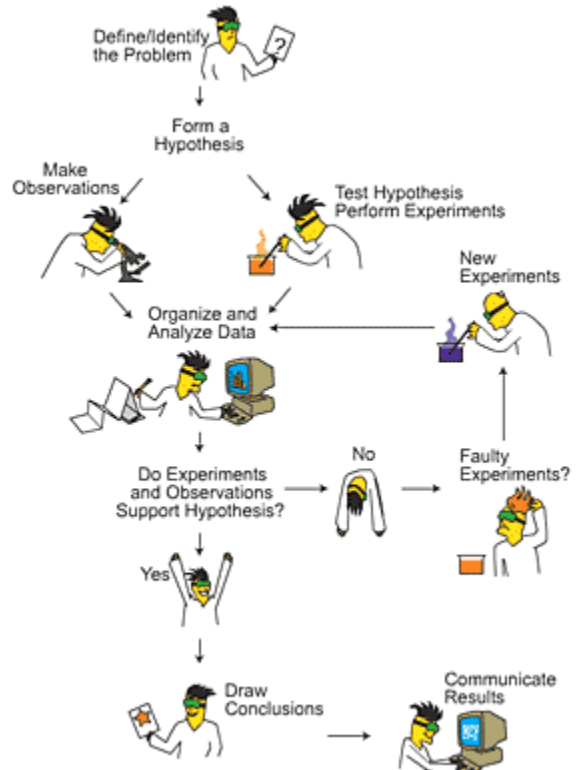 Define/Identify
the Problem
?
Form a
Hypothesis
Make
Observations
Test Hypothesis
Perform Experiments
New
Experiments
Organize and
Analyze Data
No
Faulty
Experiments?
Do Experiments
and Observations
Support Hypothesis?
Yes
Draw
Conclusions
Communicate
Results